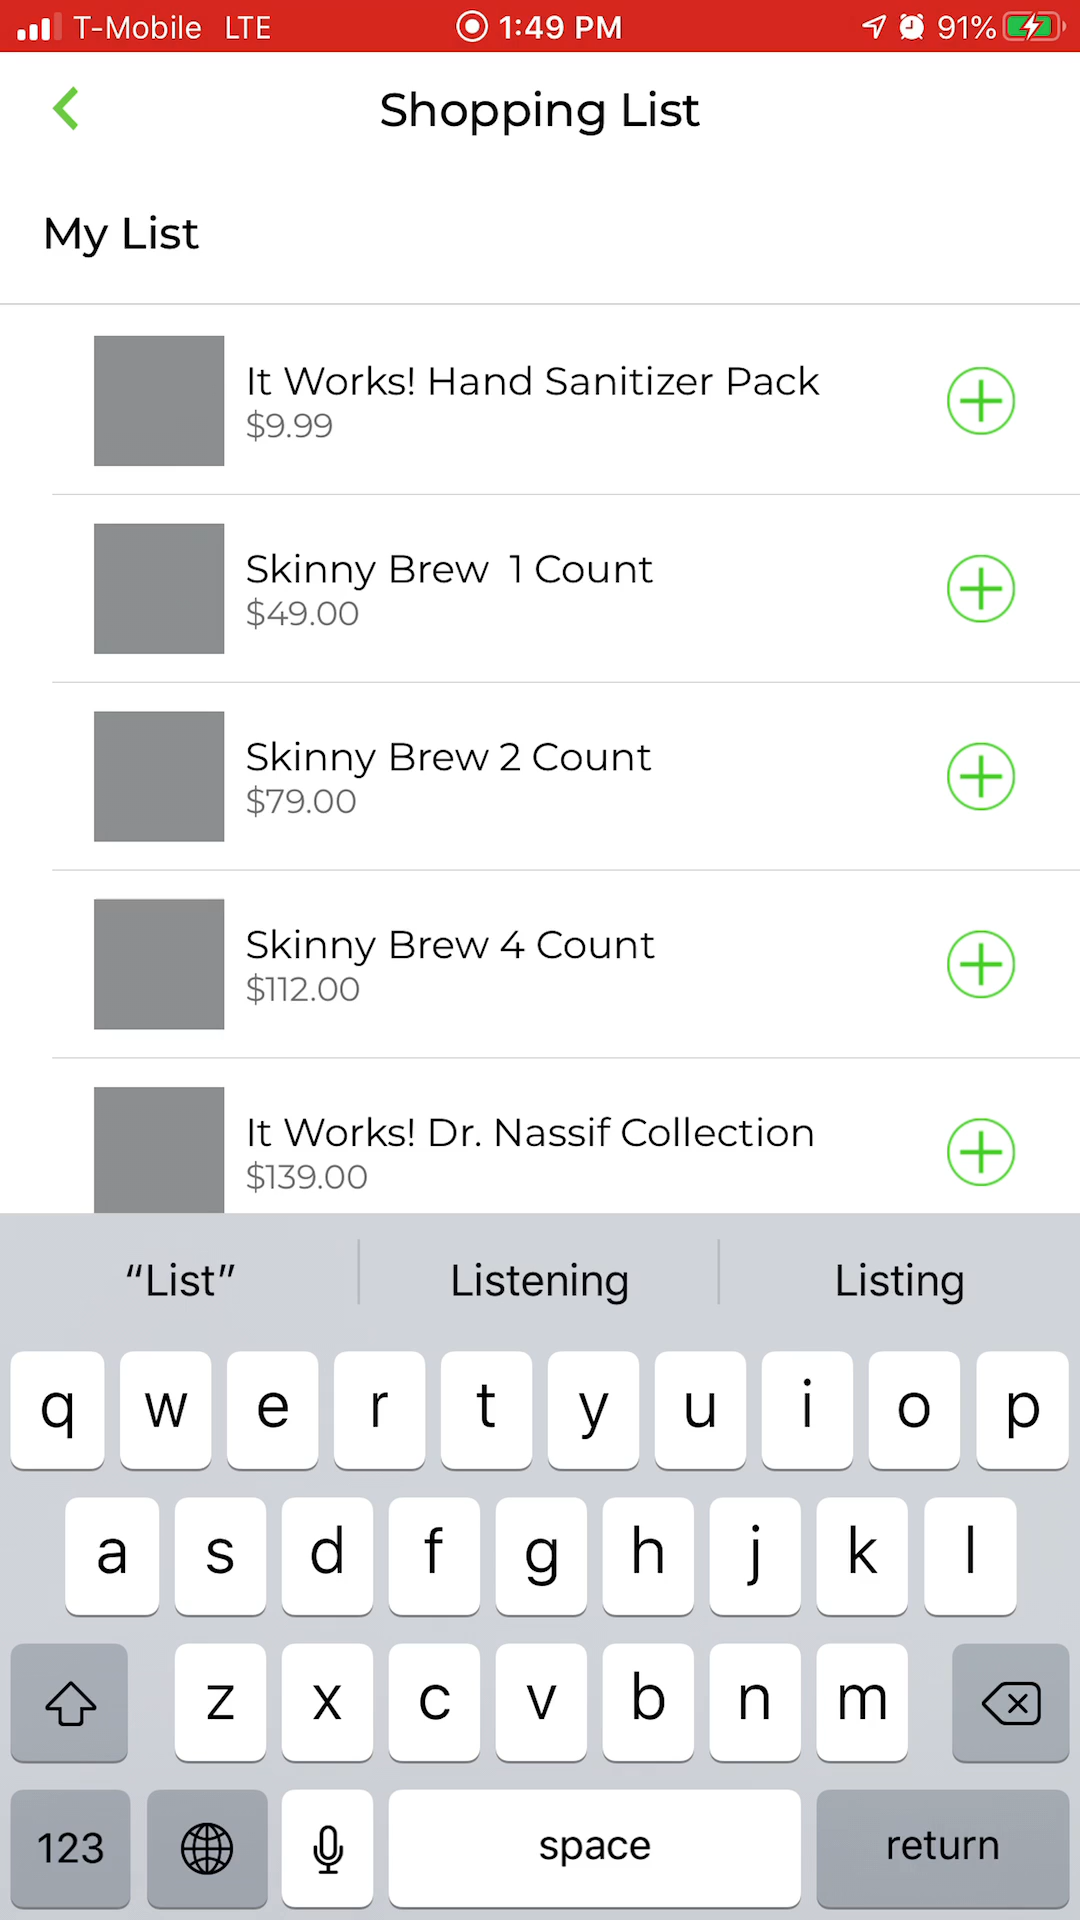 T-Mobile LTE 1:49 PM 91%
Shopping List
My List
It Works! Hand Sanitizer Pack
$9.99
Skinny Brew  1 Count
$49.00
Skinny Brew 2 Count
$79.00
Skinny Brew 4 Count
$112.00
It Works! Dr. Nassif Collection
$139.00
“List” Listening Listing
q w e r t y u i o p
a s d f g h j k l
z x c v b n m
123 space return